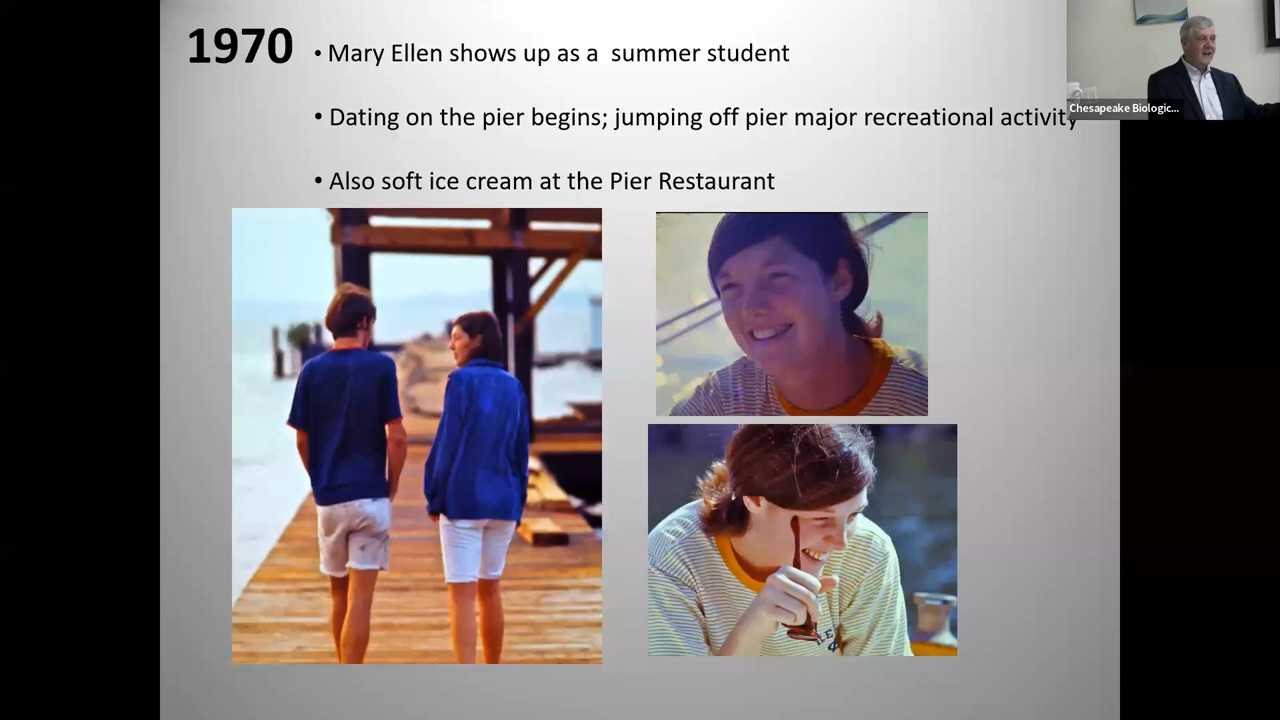 1970
• Mary Ellen shows up as a  summer student
• Dating on the pier begins; jumping off pier major recreational activity
• Also soft ice cream at the Pier Restaurant
Chesapeake Biologic...